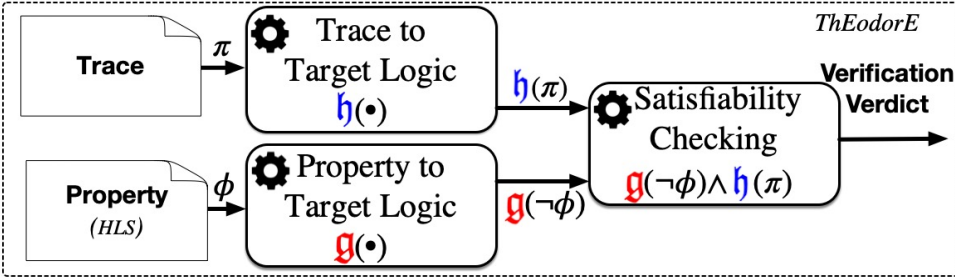 ThEodorE
Trace
π
Trace to
Target Logic
𝔥(•)
𝔥(π)
Property
(HLS)
ϕ
Property to
Target Logic
𝔤(•)
𝔤(¬ϕ)
Satisfiability
Checking
𝔤(¬ϕ)∧𝔥(π)
Verification
Verdict